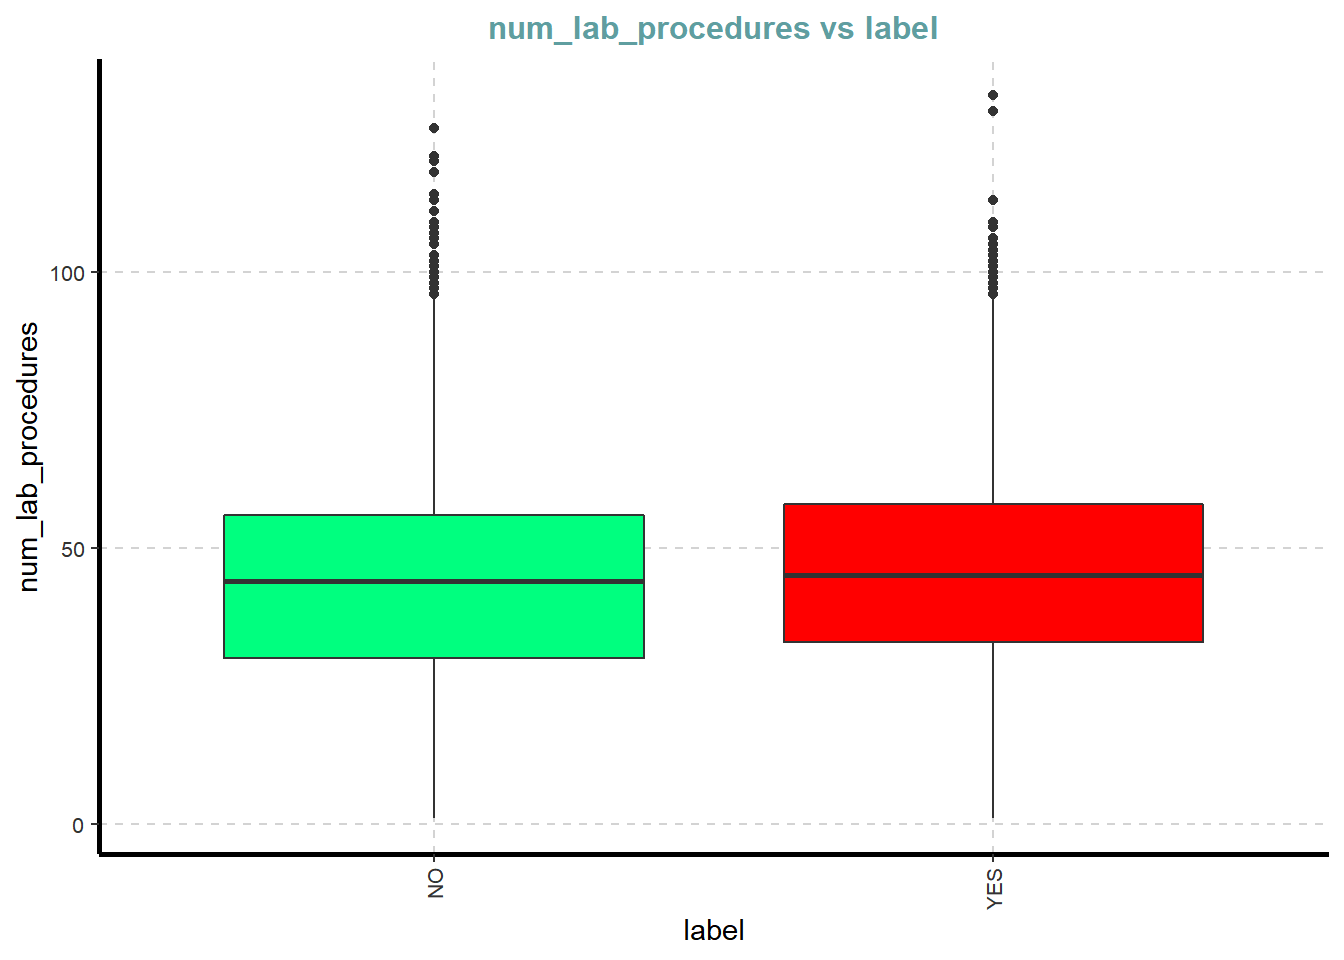 num_lab_procedures vs label
num_lab_procedures
100
50
0
NO
YES
label